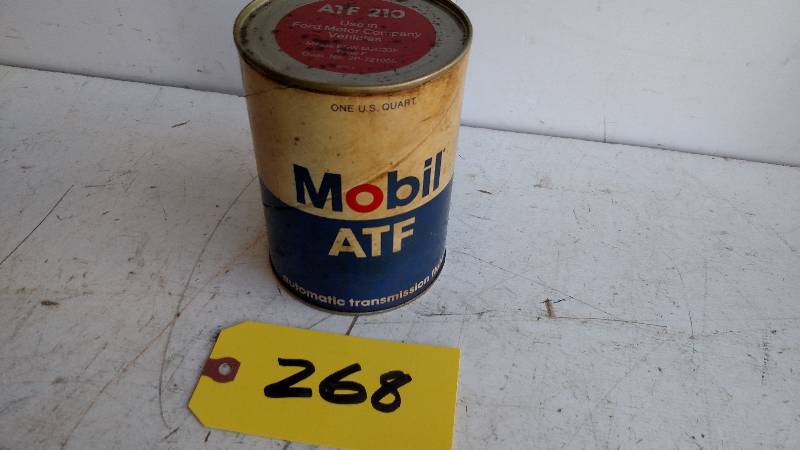 ATF 210
Use in
Ford Motor Company
Vehicles
ONE U.S. QUART
Mobil
ATF
automatic transmission
268